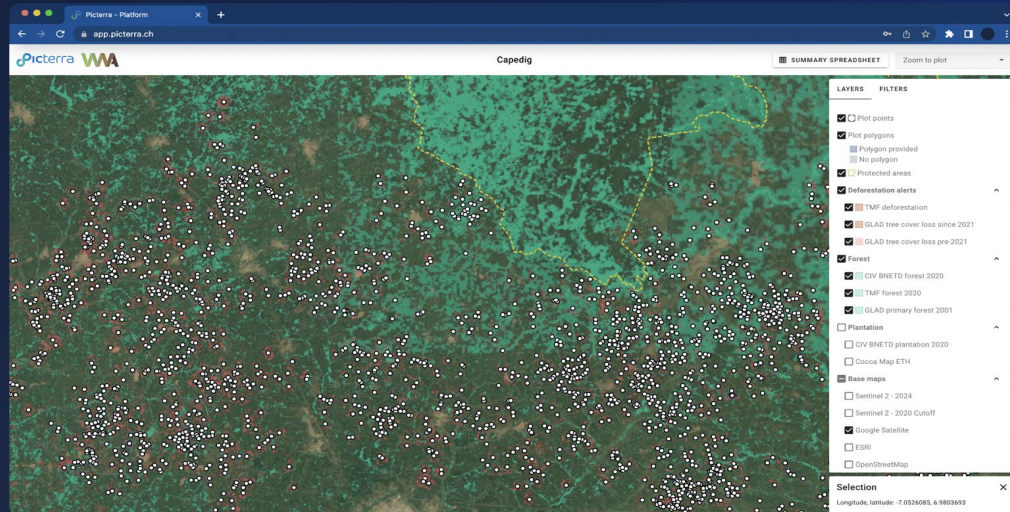 Picterra - Platform
app.picterra.ch
Picterra VWA
Capedig
SUMMARY SPREADSHEET
Zoom to plot
LAYERS FILTERS
Plot points
Plot polygons
Polygon provided
No polygon
Protected areas
Deforestation alerts
TMF deforestation
GLAD tree cover loss since 2021
GLAD tree cover loss pre-2021
Forest
CIV BNETD forest 2020
TMF forest 2020
GLAD primary forest 2001
Plantation
CIV BNETD plantation 2020
Cocoa Map ETH
Base maps
Sentinel 2 - 2024
Sentinel 2 - 2020 Cutoff
Google Satellite
ESRI
OpenStreetMap
Selection
Longitude, latitude: -7.0526085, 6.9803693